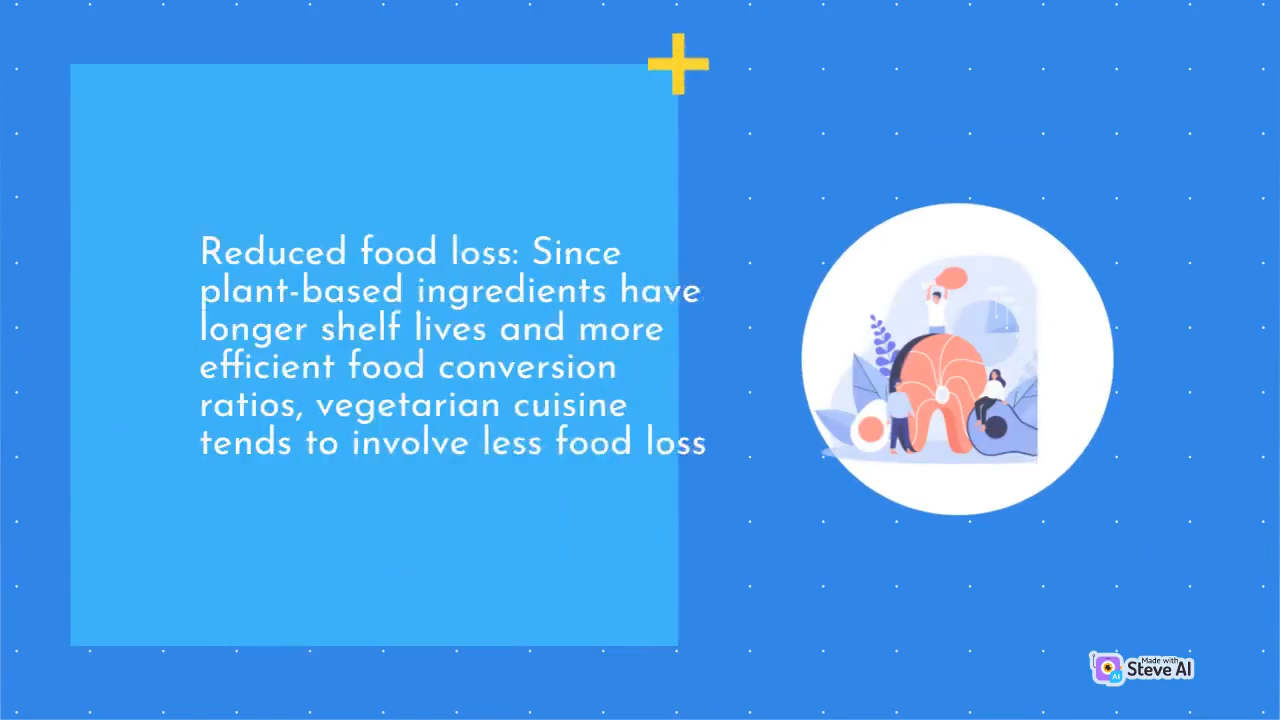 Reduced food loss: Since
plant-based ingredients have
longer shelf lives and more
efficient food conversion
ratios, vegetarian cuisine
tends to involve less food loss
Made with
Steve AI
AI